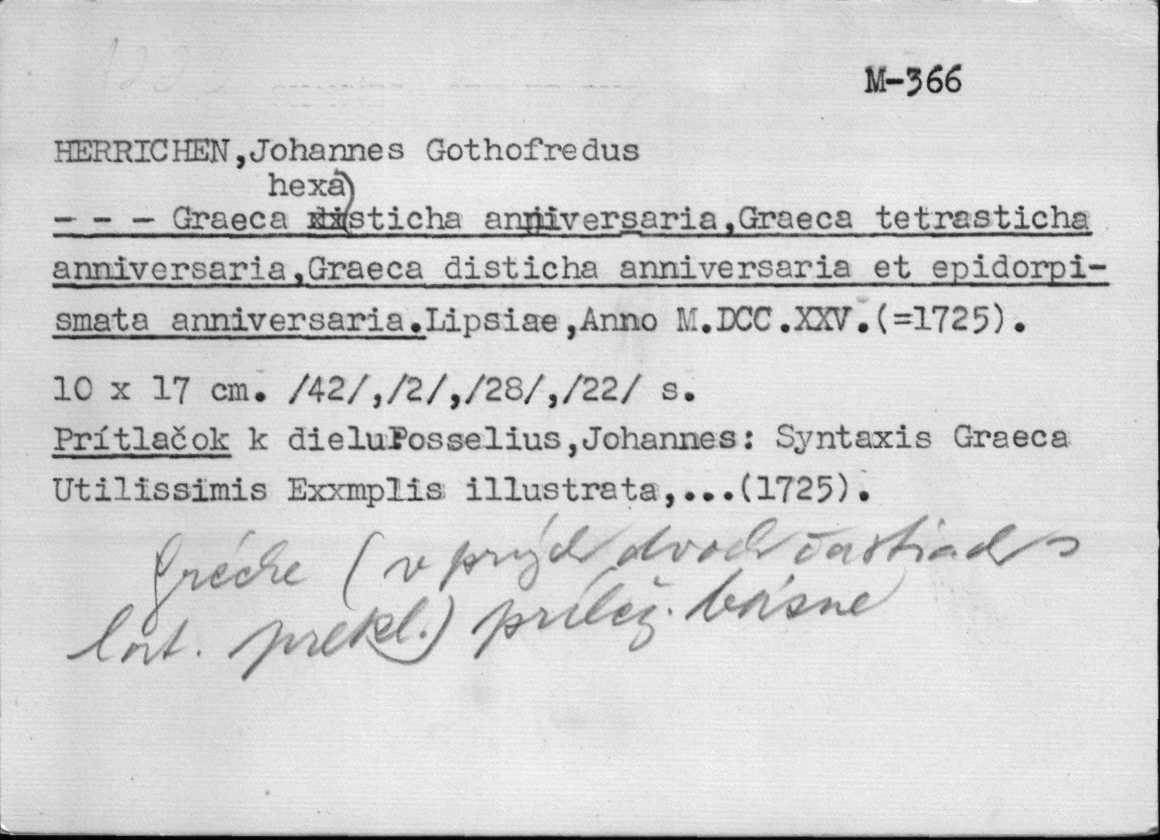 M-366
HERRICHEN,Johannes Gothofredus
hexa)
- - - Graeca xxsticha anniversaria,Graeca tetrasticha
anniversaria,Graeca disticha anniversaria et epidorpi-
smata anniversaria.Lipsiae,Anno M.DCC.XXV.(=1725).
10 x 17 cm. /42/,/2/,/28/,/22/ s.
Prítlačok k dieluPosselius,Johannes: Syntaxis Graeca
Utilissimis Exxmplis illustrata,...(1725).
Grécke (v prvých dvoch častiach s
lat. prekl.) prílež. básne